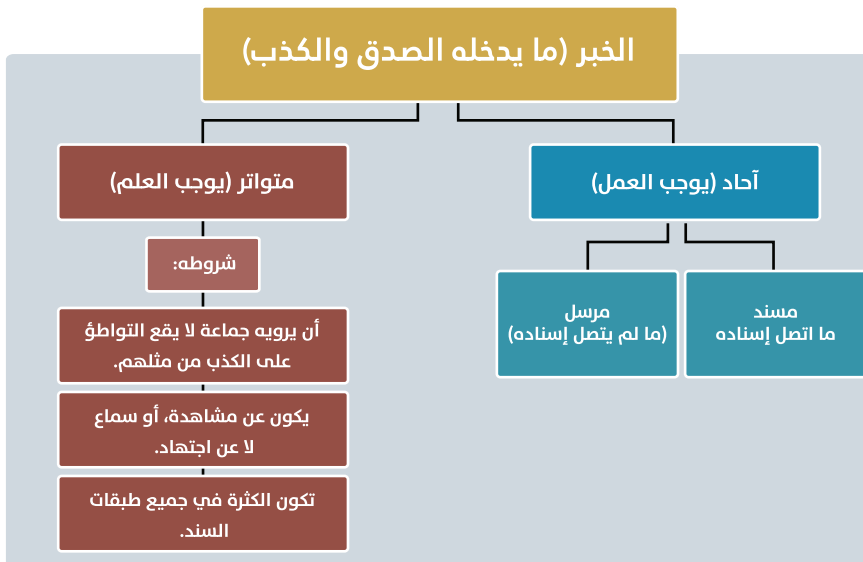 الخبر (ما يدخله الصدق والكذب)
آحاد (يوجب العمل)
مسند
ما اتصل إسناده
مرسل
(ما لم يتصل إسناده)
متواتر (يوجب العلم)
شروطه:
أن يرويه جماعة لا يقع التواطؤ
على الكذب من مثلهم.
يكون عن مشاهدة، أو سماع
لا عن اجتهاد.
تكون الكثرة في جميع طبقات
السند.